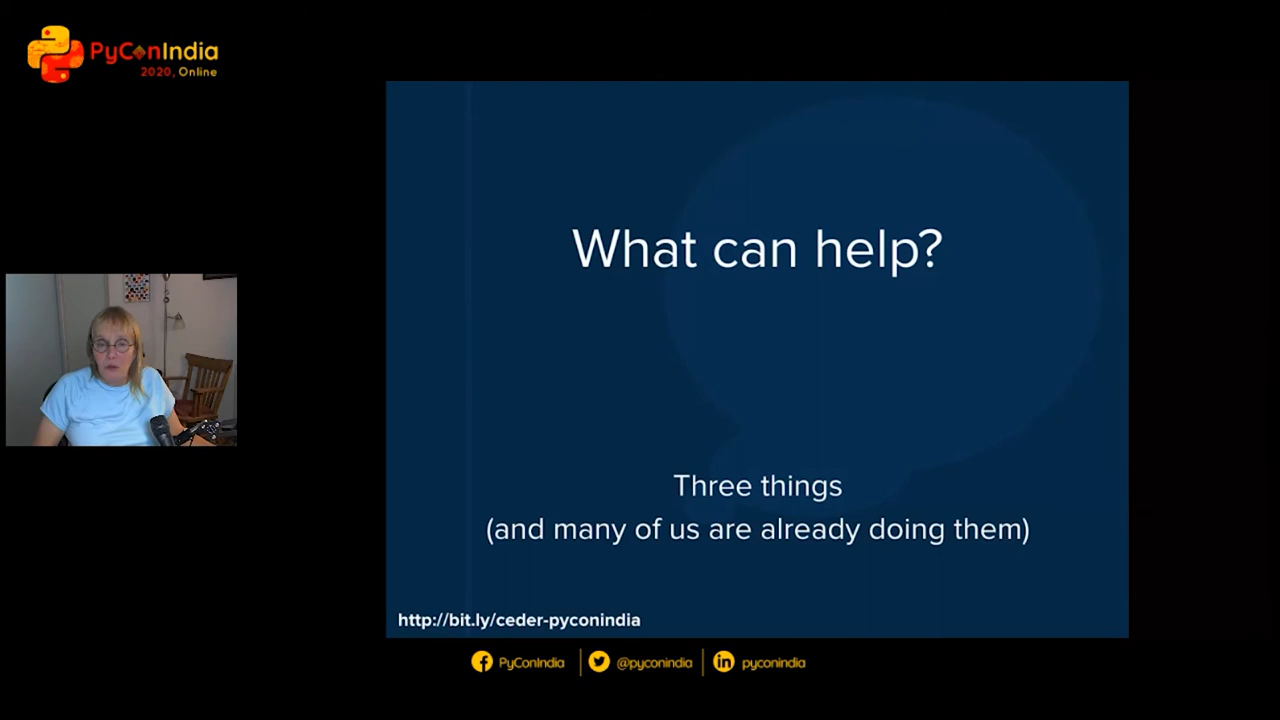 PyConIndia
2020, Online
What can help?
Three things
(and many of us are already doing them)
http://bit.ly/ceder-pyconindia
PyConIndia
@pyconindia
pyconindia